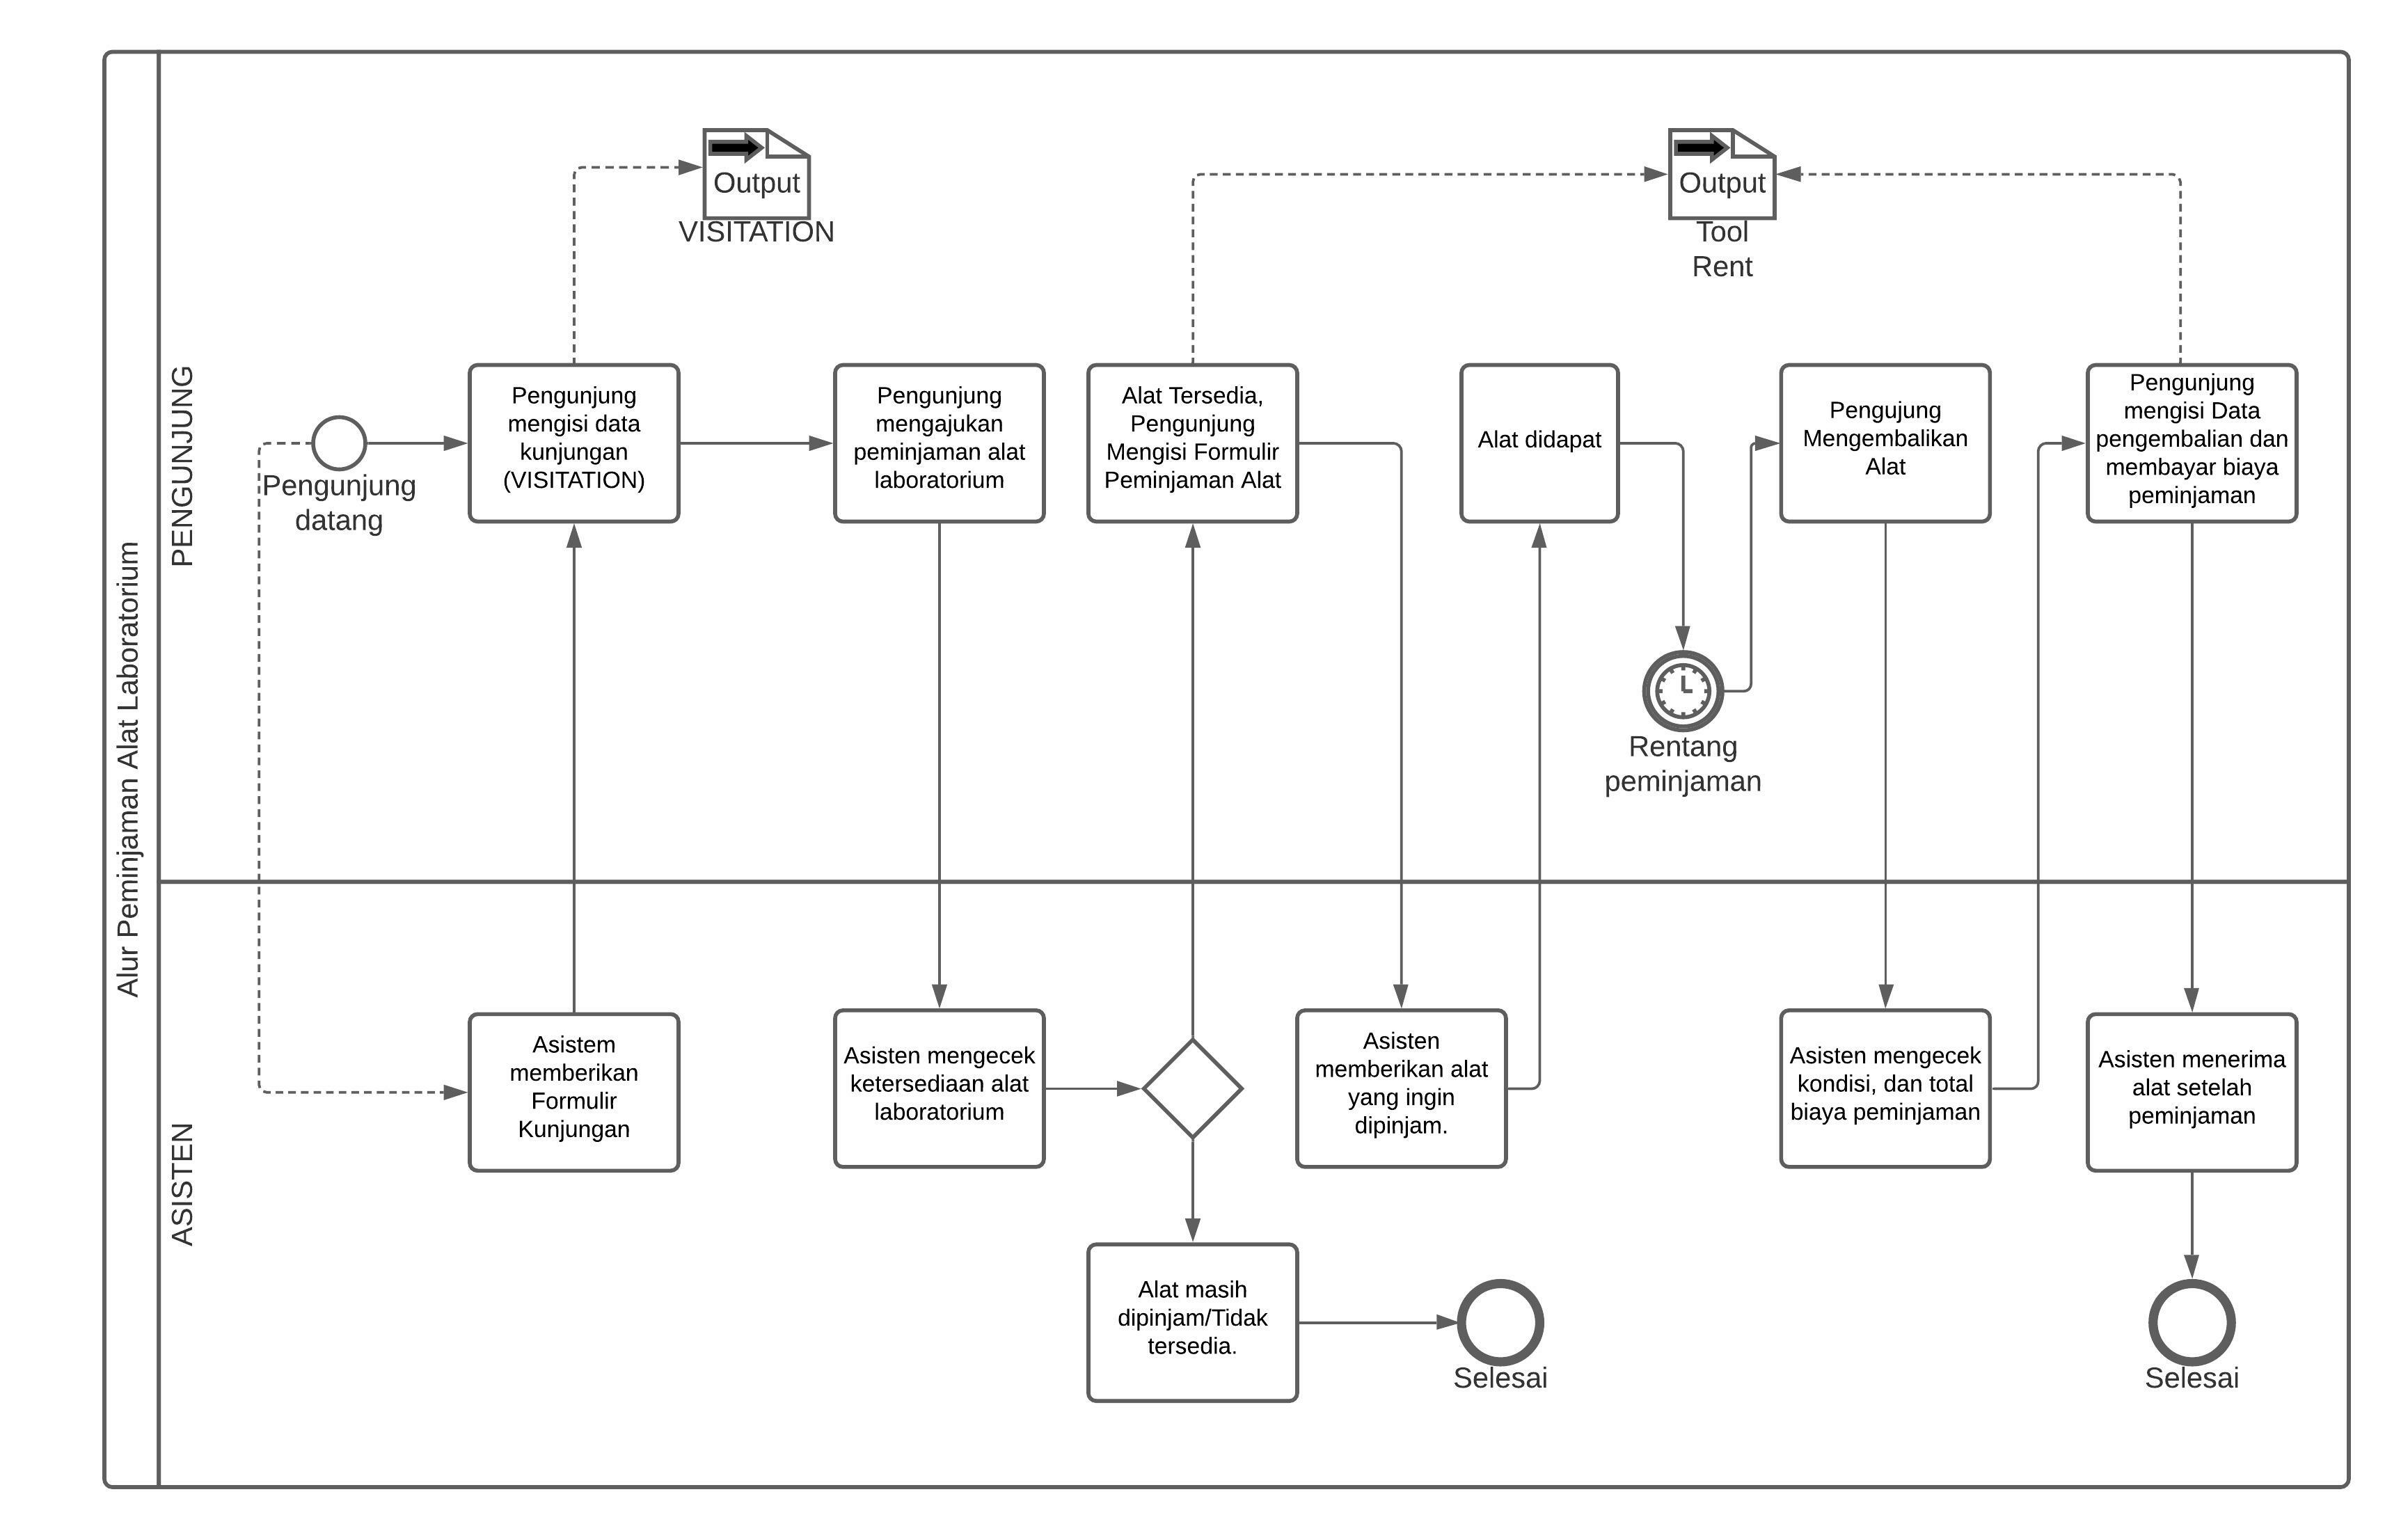 Alur Peminjaman Alat Laboratorium
PENGUNJUNG
Output
VISITATION
Output
Tool
Rent
Pengunjung
datang
Pengunjung
mengisi data
kunjungan
(VISITATION)
Pengunjung
mengajukan
peminjaman alat
laboratorium
Alat Tersedia,
Pengunjung
Mengisi Formulir
Peminjaman Alat
Alat didapat
Pengujung
Mengembalikan
Alat
Pengunjung
mengisi Data
pengembalian dan
membayar biaya
peminjaman
Rentang
peminjaman
ASISTEN
Asistem
memberikan
Formulir
Kunjungan
Asisten mengecek
ketersediaan alat
laboratorium
Asisten
memberikan alat
yang ingin
dipinjam.
Asisten mengecek
kondisi, dan total
biaya peminjaman
Asisten menerima
alat setelah
peminjaman
Alat masih
dipinjam/Tidak
tersedia.
Selesai
Selesai